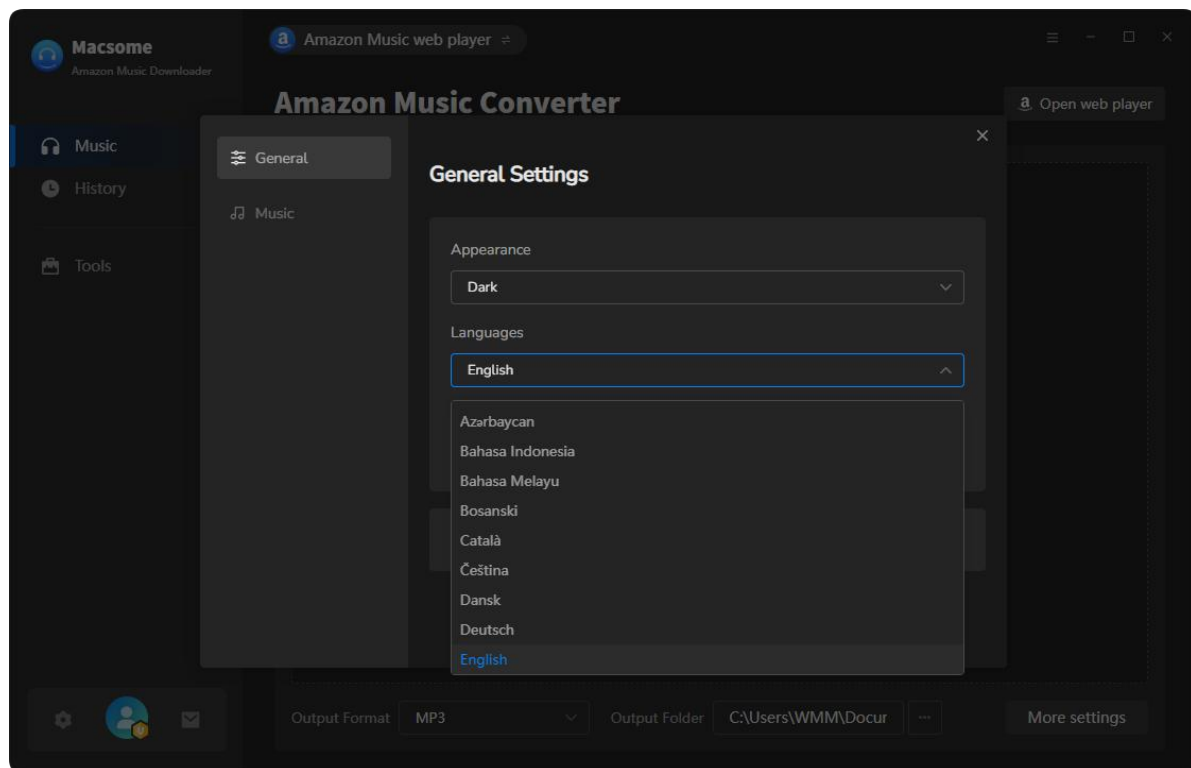 Macsome
Amazon Music Downloader
Amazon Music web player
Amazon Music Converter
Open web player
Music
History
Tools
General
Music
General Settings
Appearance
Dark
Languages
English
Azərbaycan
Bahasa Indonesia
Bahasa Melayu
Bosanski
Català
Čeština
Dansk
Deutsch
English
Output Format
MP3
Output Folder
C:\Users\WMM\Docur
...
More settings